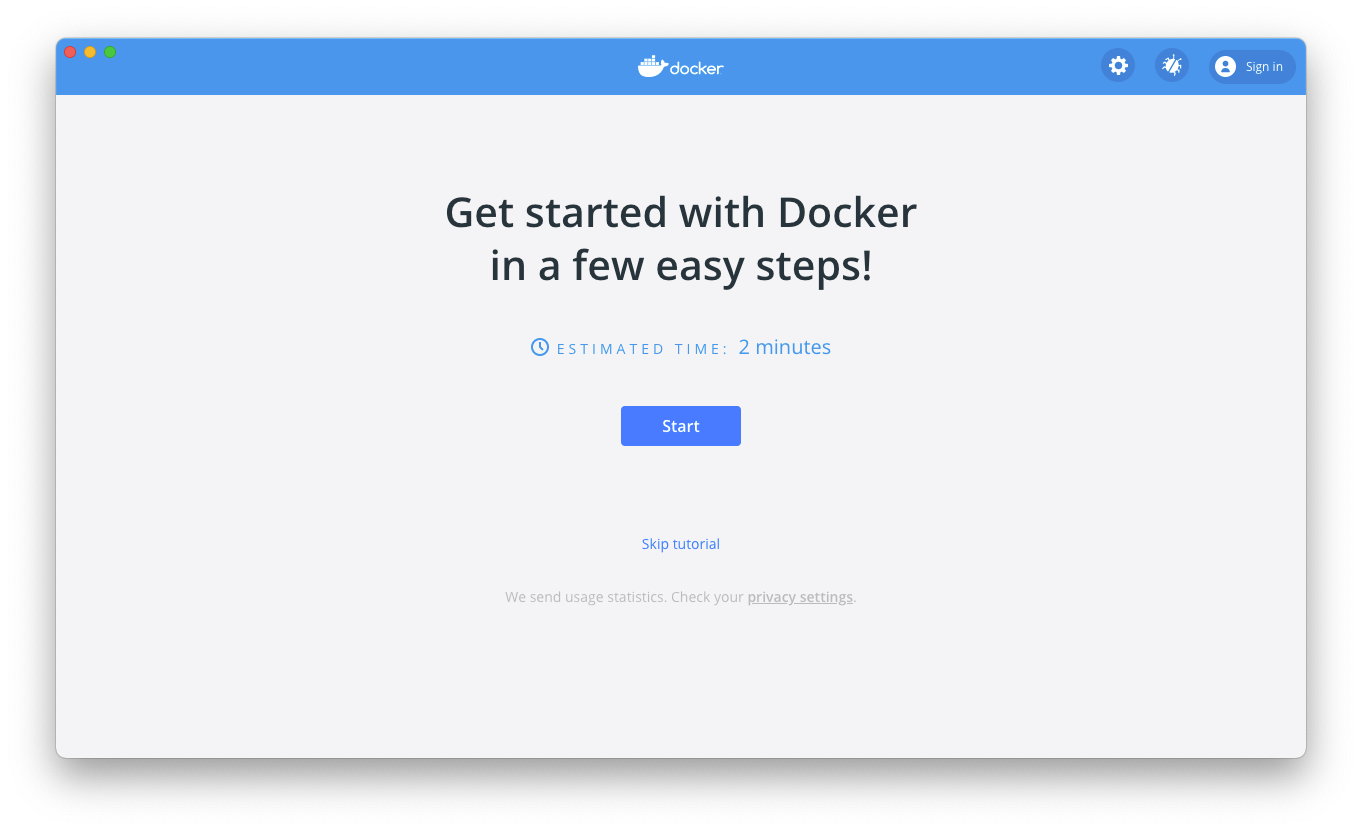 docker
Sign in
Get started with Docker
in a few easy steps!
ESTIMATED TIME: 2 minutes
Start
Skip tutorial
We send usage statistics. Check your privacy settings.